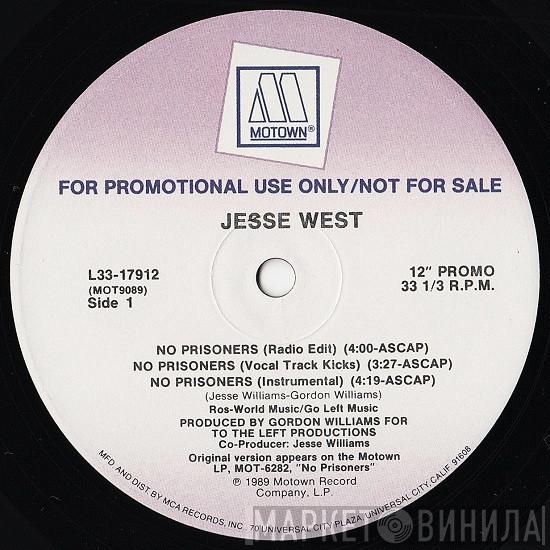 MOTOWN®
FOR PROMOTIONAL USE ONLY/NOT FOR SALE
JESSE WEST
L33-17912
(MOT9089)
Side 1
12" PROMO
33 1/3 R.P.M.
NO PRISONERS (Radio Edit) (4:00-ASCAP)
NO PRISONERS (Vocal Track Kicks) (3:27-ASCAP)
NO PRISONERS (Instrumental) (4:19-ASCAP)
(Jesse Williams-Gordon Williams)
Ros-World Music/Go Left Music
PRODUCED BY GORDON WILLIAMS FOR
TO THE LEFT PRODUCTIONS
Co-Producer: Jesse Williams
Original version appears on the Motown
LP, MOT-6282, "No Prisoners"
℗ 1989 Motown Record
Company, L.P.
MFD. AND DIST. BY MCA RECORDS, INC. 70 UNIVERSAL CITY PLAZA, UNIVERSAL CITY, CALIF. 91608
МАРКЕТ ВИНИЛА